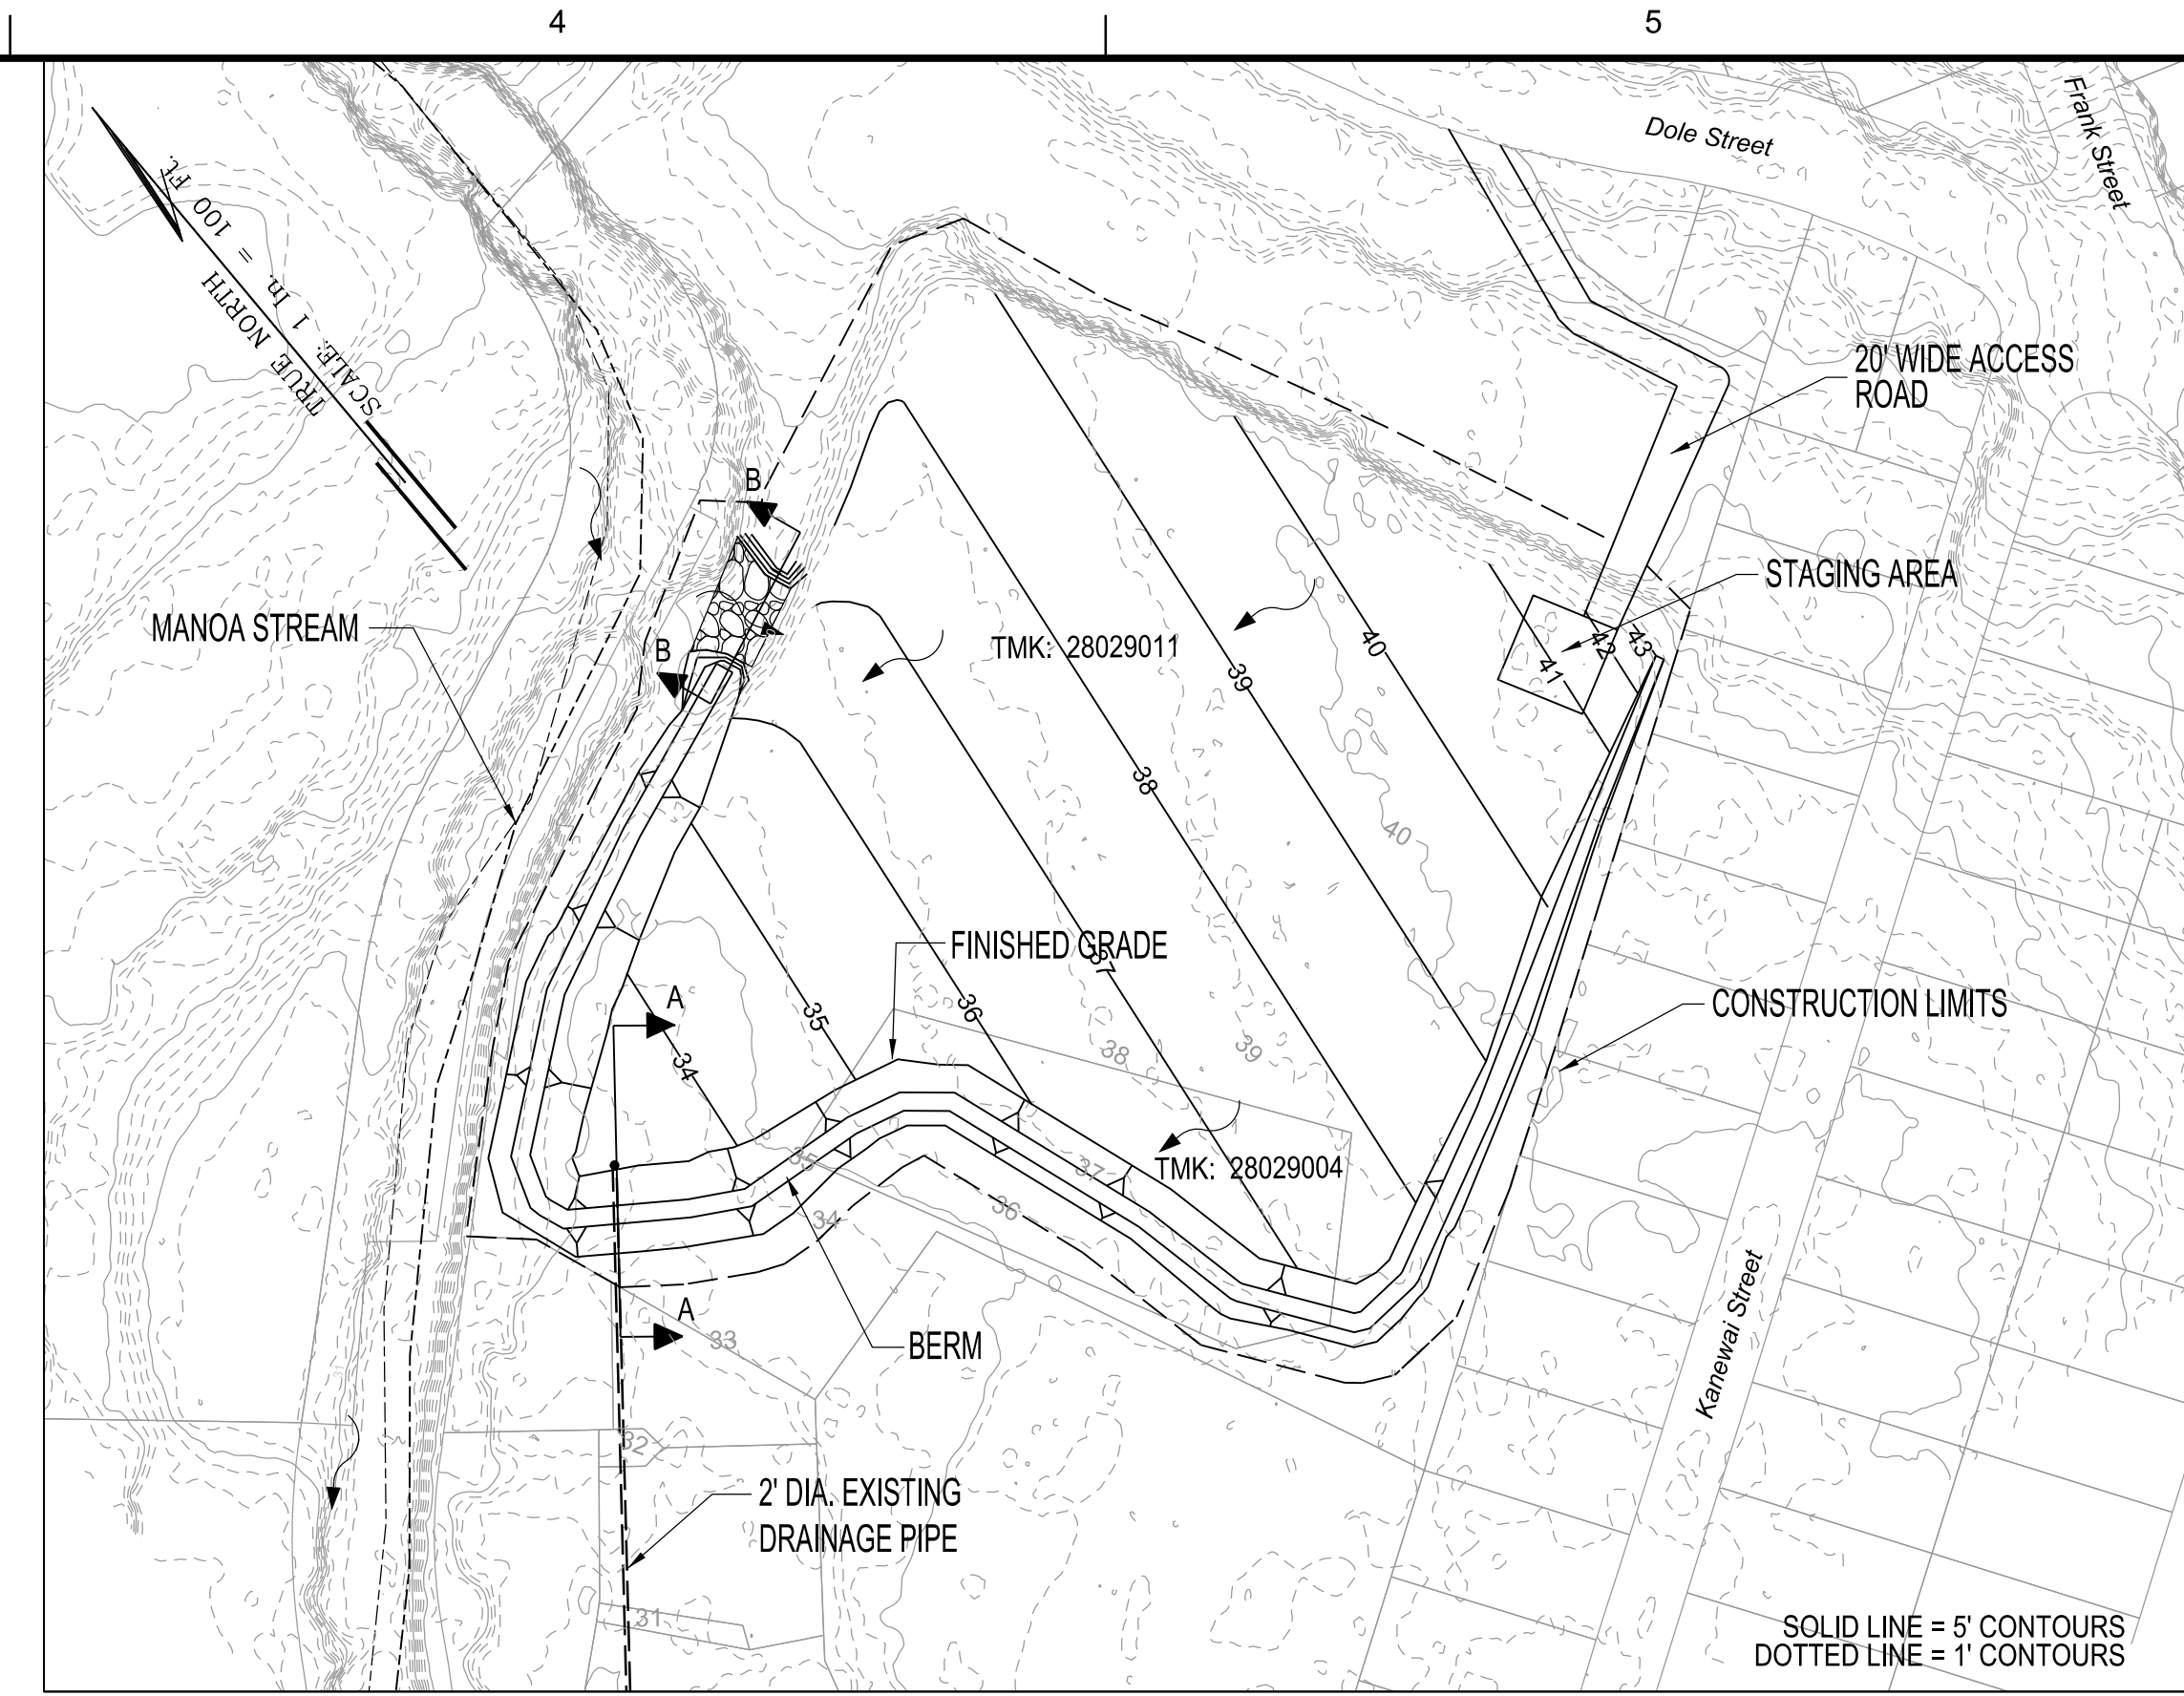 4
5
Dole Street
Frank Street
SCALE: 1 In. = 100 Ft.
TRUE NORTH
20' WIDE ACCESS
ROAD
B
STAGING AREA
MANOA STREAM
B
TMK: 28029011
40
39
41
42
43
38
40
FINISHED GRADE
37
A
35
36
CONSTRUCTION LIMITS
34
38
39
35
37
TMK: 28029004
34
36
A
33
BERM
Kanewai Street
31
32
2' DIA. EXISTING
DRAINAGE PIPE
31
SOLID LINE = 5' CONTOURS
DOTTED LINE = 1' CONTOURS